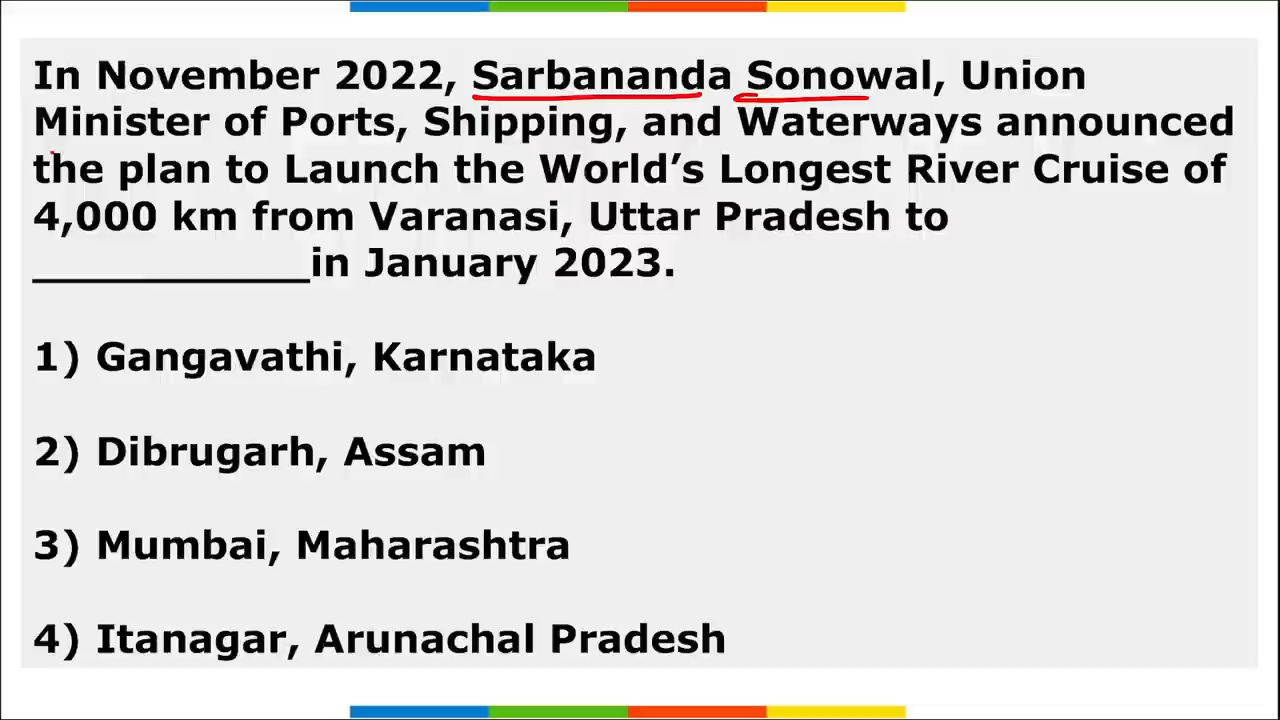 In November 2022, Sarbananda Sonowal, Union
Minister of Ports, Shipping, and Waterways announced
the plan to Launch the World’s Longest River Cruise of
4,000 km from Varanasi, Uttar Pradesh to
_____________in January 2023.
1) Gangavathi, Karnataka
2) Dibrugarh, Assam
3) Mumbai, Maharashtra
4) Itanagar, Arunachal Pradesh